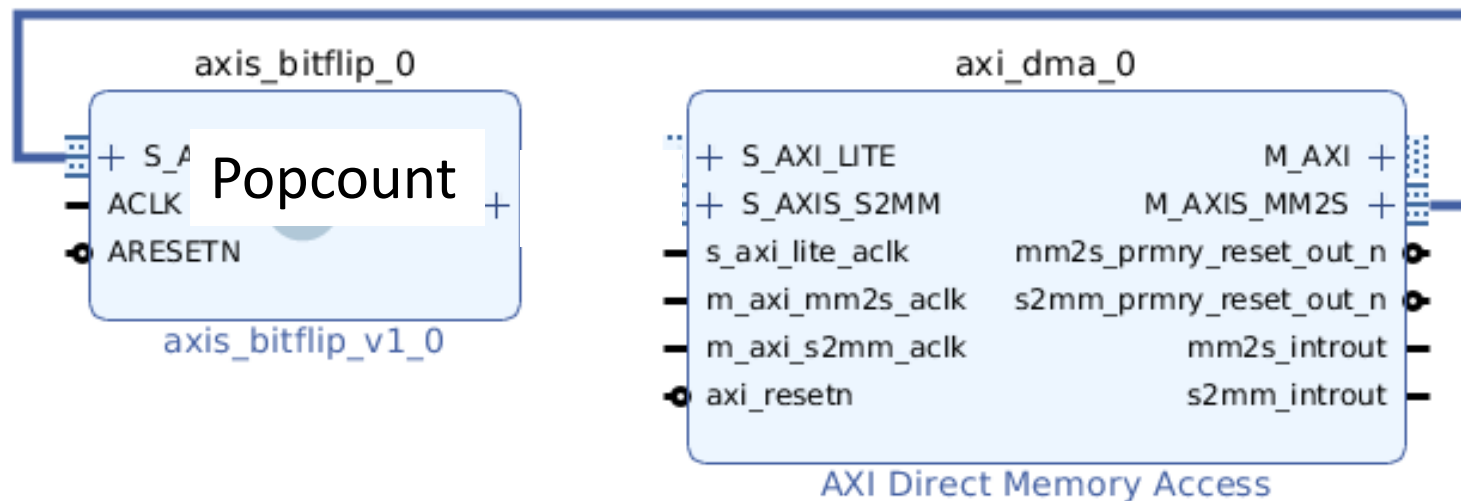 axis_bitflip_0
S_A
Popcount
ACLK
ARESETN
axis_bitflip_v1_0
axi_dma_0
S_AXI_LITE
M_AXI
S_AXIS_S2MM
M_AXIS_MM2S
s_axi_lite_aclk
mm2s_prmry_reset_out_n
m_axi_mm2s_aclk
s2mm_prmry_reset_out_n
m_axi_s2mm_aclk
mm2s_introut
axi_resetn
s2mm_introut
AXI Direct Memory Access